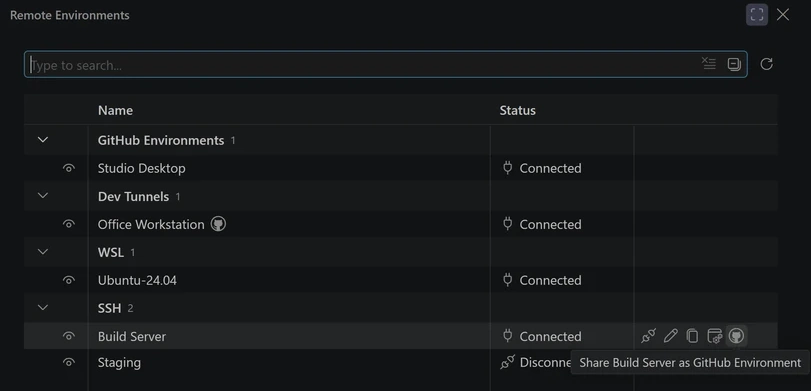 Remote Environments
Type to search...
Name Status
GitHub Environments 1
Studio Desktop Connected
Dev Tunnels 1
Office Workstation Connected
WSL 1
Ubuntu-24.04 Connected
SSH 2
Build Server Connected
Staging Disconne
Share Build Server as GitHub Environment